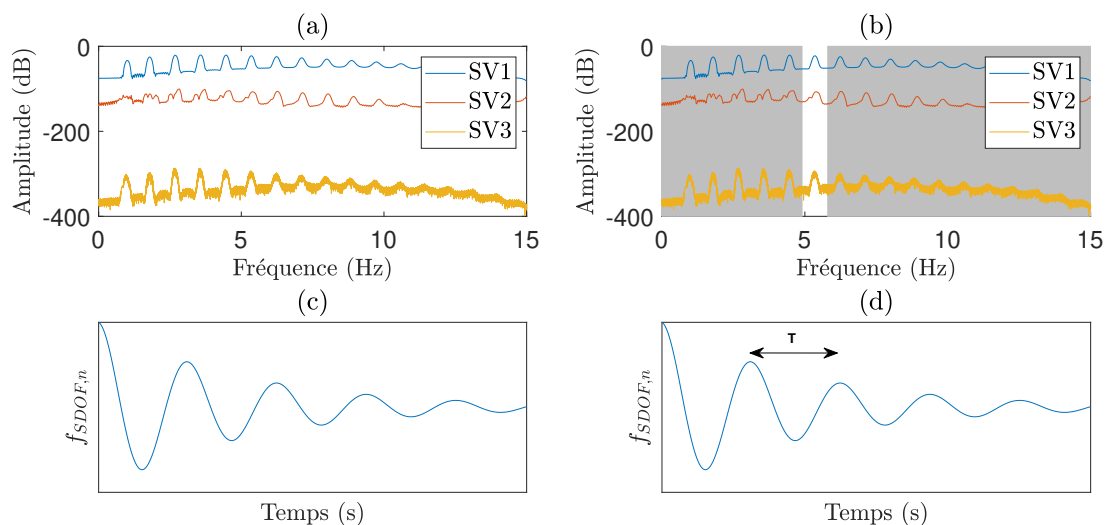 (a)
0
-200
-400
Amplitude (dB)
SV1
SV2
SV3
0
5
10
15
Fréquence (Hz)
(b)
0
-200
-400
Amplitude (dB)
SV1
SV2
SV3
0
5
10
15
Fréquence (Hz)
(c)
f_{SDOF,n}
Temps (s)
(d)
T
f_{SDOF,n}
Temps (s)